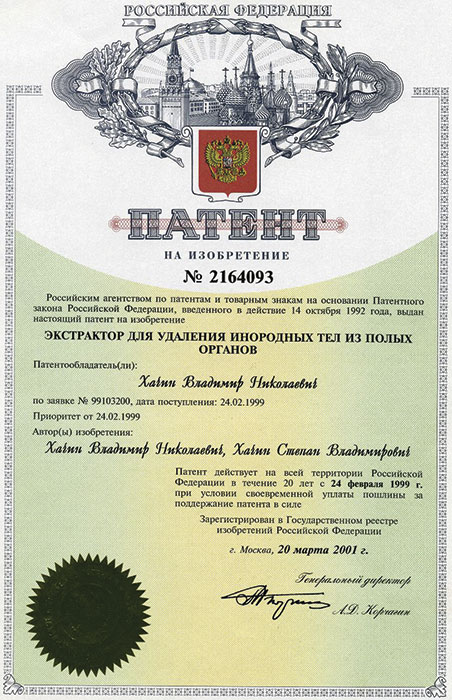 РОССИЙСКАЯ ФЕДЕРАЦИЯ
ПАТЕНТ
НА ИЗОБРЕТЕНИЕ
№ 2164093
Российским агентством по патентам и товарным знакам на основании Патентного
закона Российской Федерации, введенного в действие 14 октября 1992 года, выдан
настоящий патент на изобретение
ЭКСТРАКТОР ДЛЯ УДАЛЕНИЯ ИНОРОДНЫХ ТЕЛ ИЗ ПОЛЫХ
ОРГАНОВ
Патентообладатель(ли):
Хачин Владимир Николаевич
по заявке № 99103200, дата поступления: 24.02.1999
Приоритет от 24.02.1999
Автор(ы) изобретения:
Хачин Владимир Николаевич, Хачин Степан Владимирович
Патент действует на всей территории Российской
Федерации в течение 20 лет с 24 февраля 1999 г.
при условии своевременной уплаты пошлины за
поддержание патента в силе
Зарегистрирован в Государственном реестре
изобретений Российской Федерации
г. Москва, 20 марта 2001 г.
Генеральный директор
А.Д. Корчагин